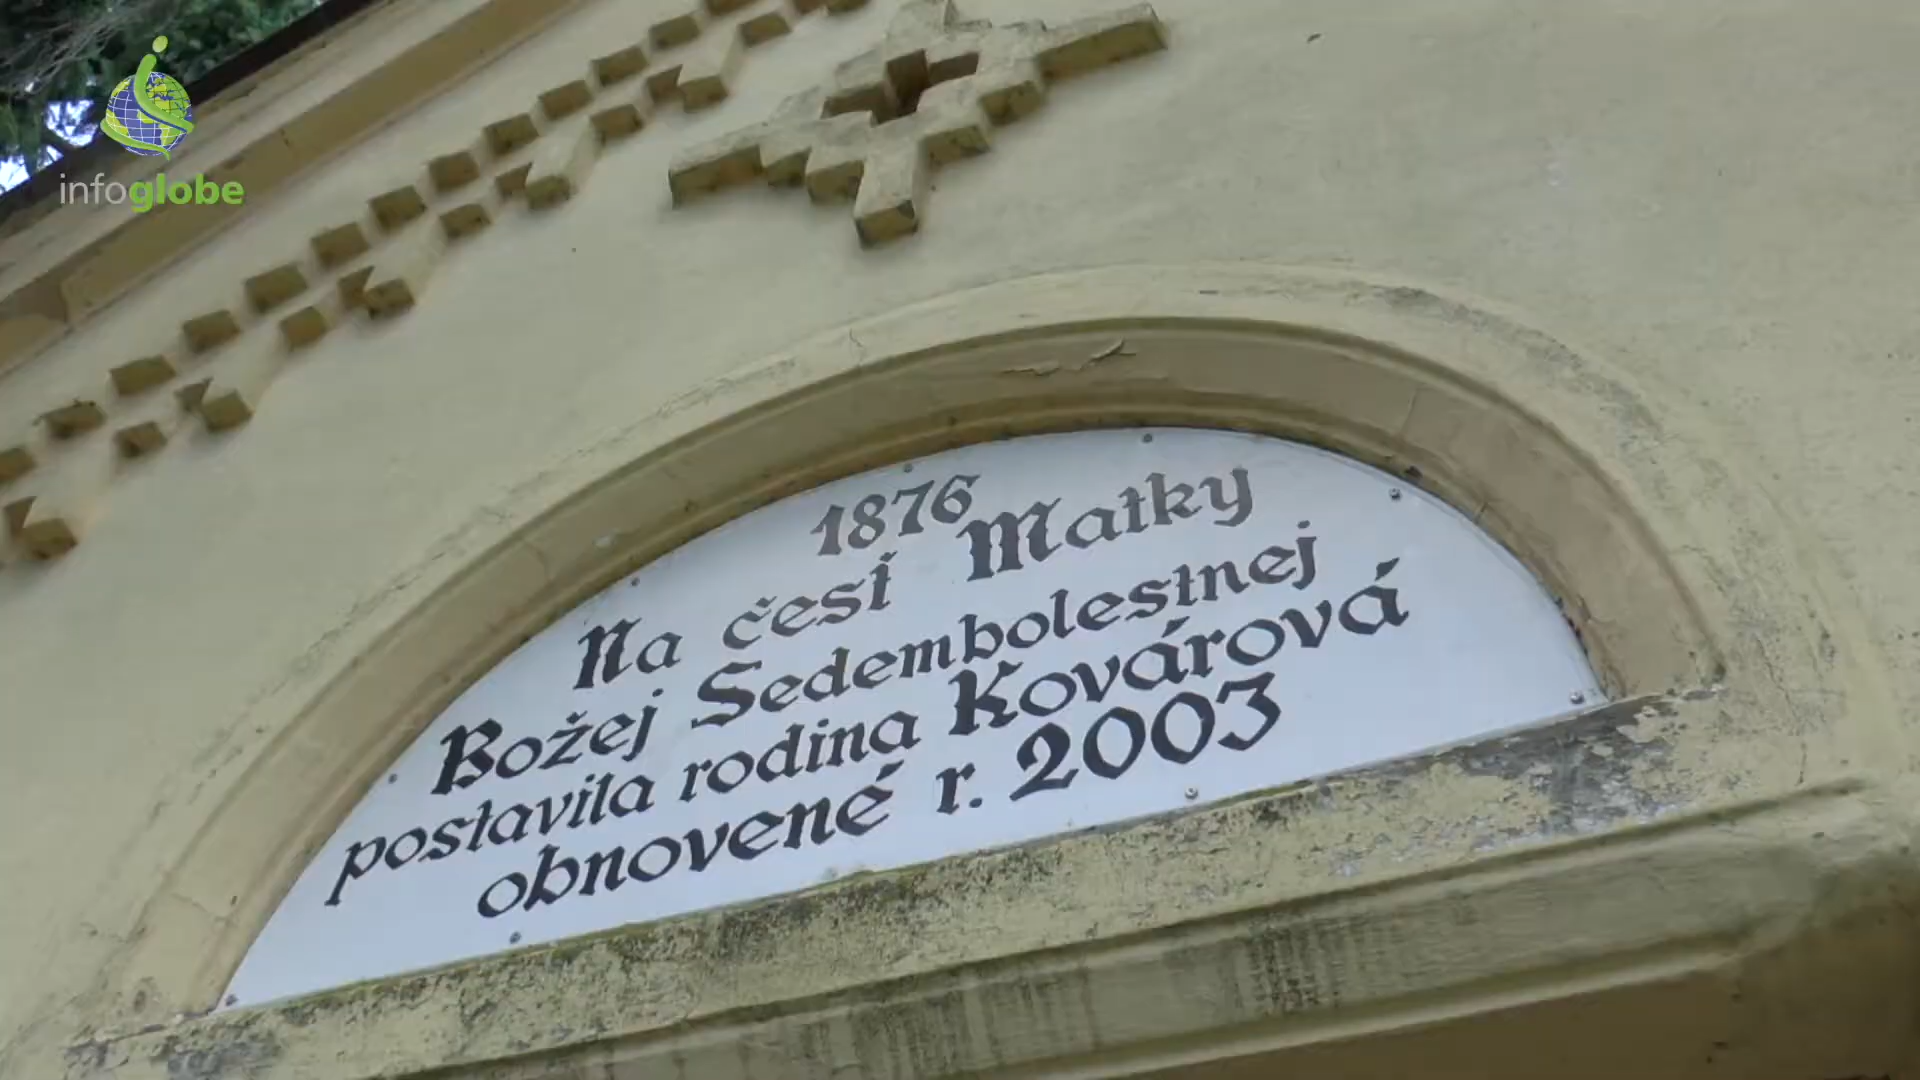 infoglobe
1876
Na česť Matky
Božej Sedembolestnej
postavila rodina Kovárová
obnovené r. 2003